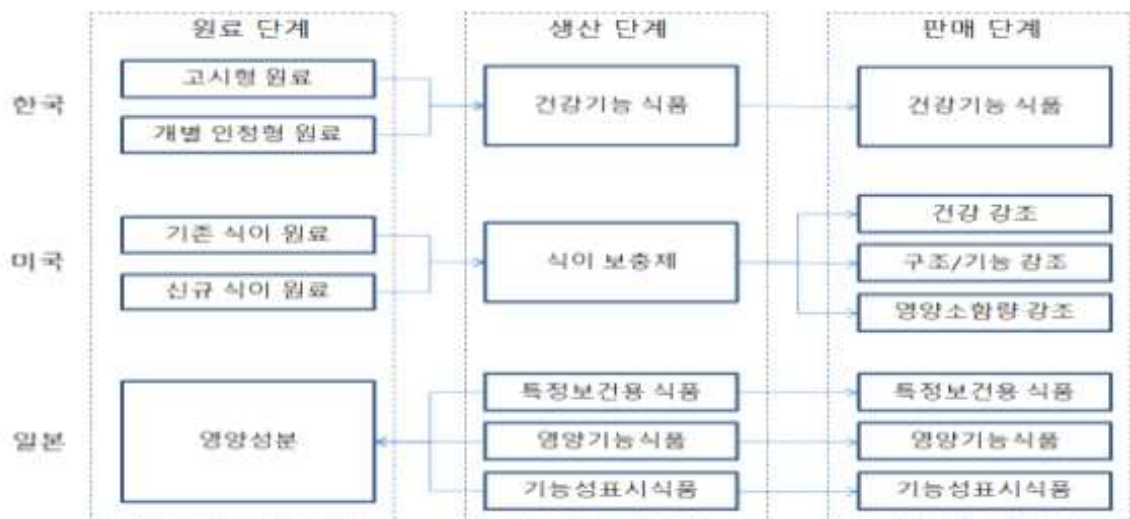 원료 단계
생산 단계
판매 단계
한국
고시형 원료
개별 인정형 원료
건강기능 식품
건강기능 식품
미국
기존 식이 원료
신규 식이 원료
식이 보충제
건강 강조
구조/기능 강조
영양소함량 강조
일본
영양성분
특정보건용 식품
영양기능식품
기능성표시식품
특정보건용 식품
영양기능식품
기능성표시식품